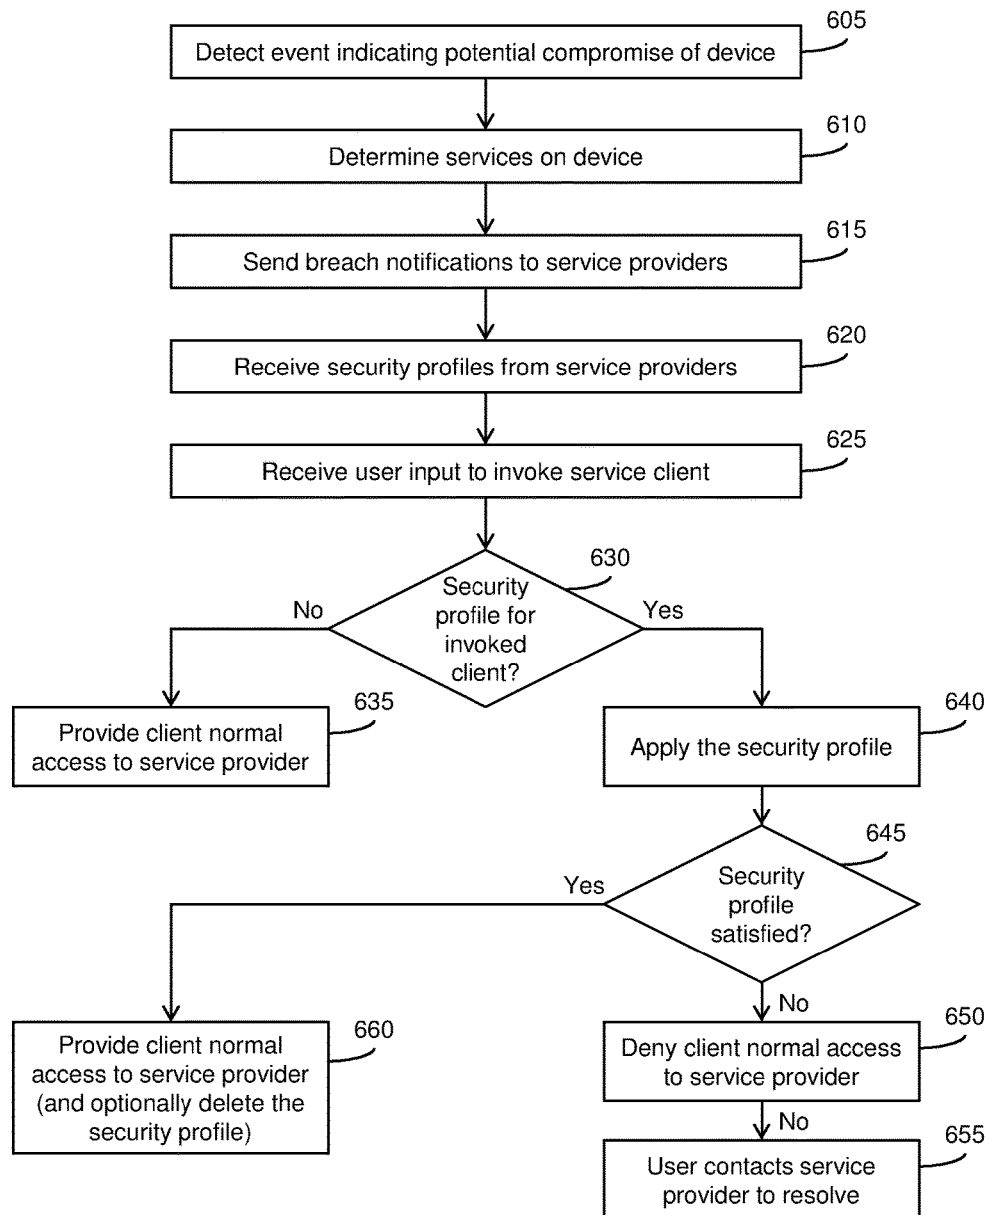 605
Detect event indicating potential compromise of device
610
Determine services on device
615
Send breach notifications to service providers
620
Receive security profiles from service providers
625
Receive user input to invoke service client
630
Security
profile for
invoked
client?
No
Yes
635
Provide client normal
access to service provider
640
Apply the security profile
645
Security
profile
satisfied?
Yes
No
660
Provide client normal
access to service provider
(and optionally delete the
security profile)
650
Deny client normal access
to service provider
No
655
User contacts service
provider to resolve